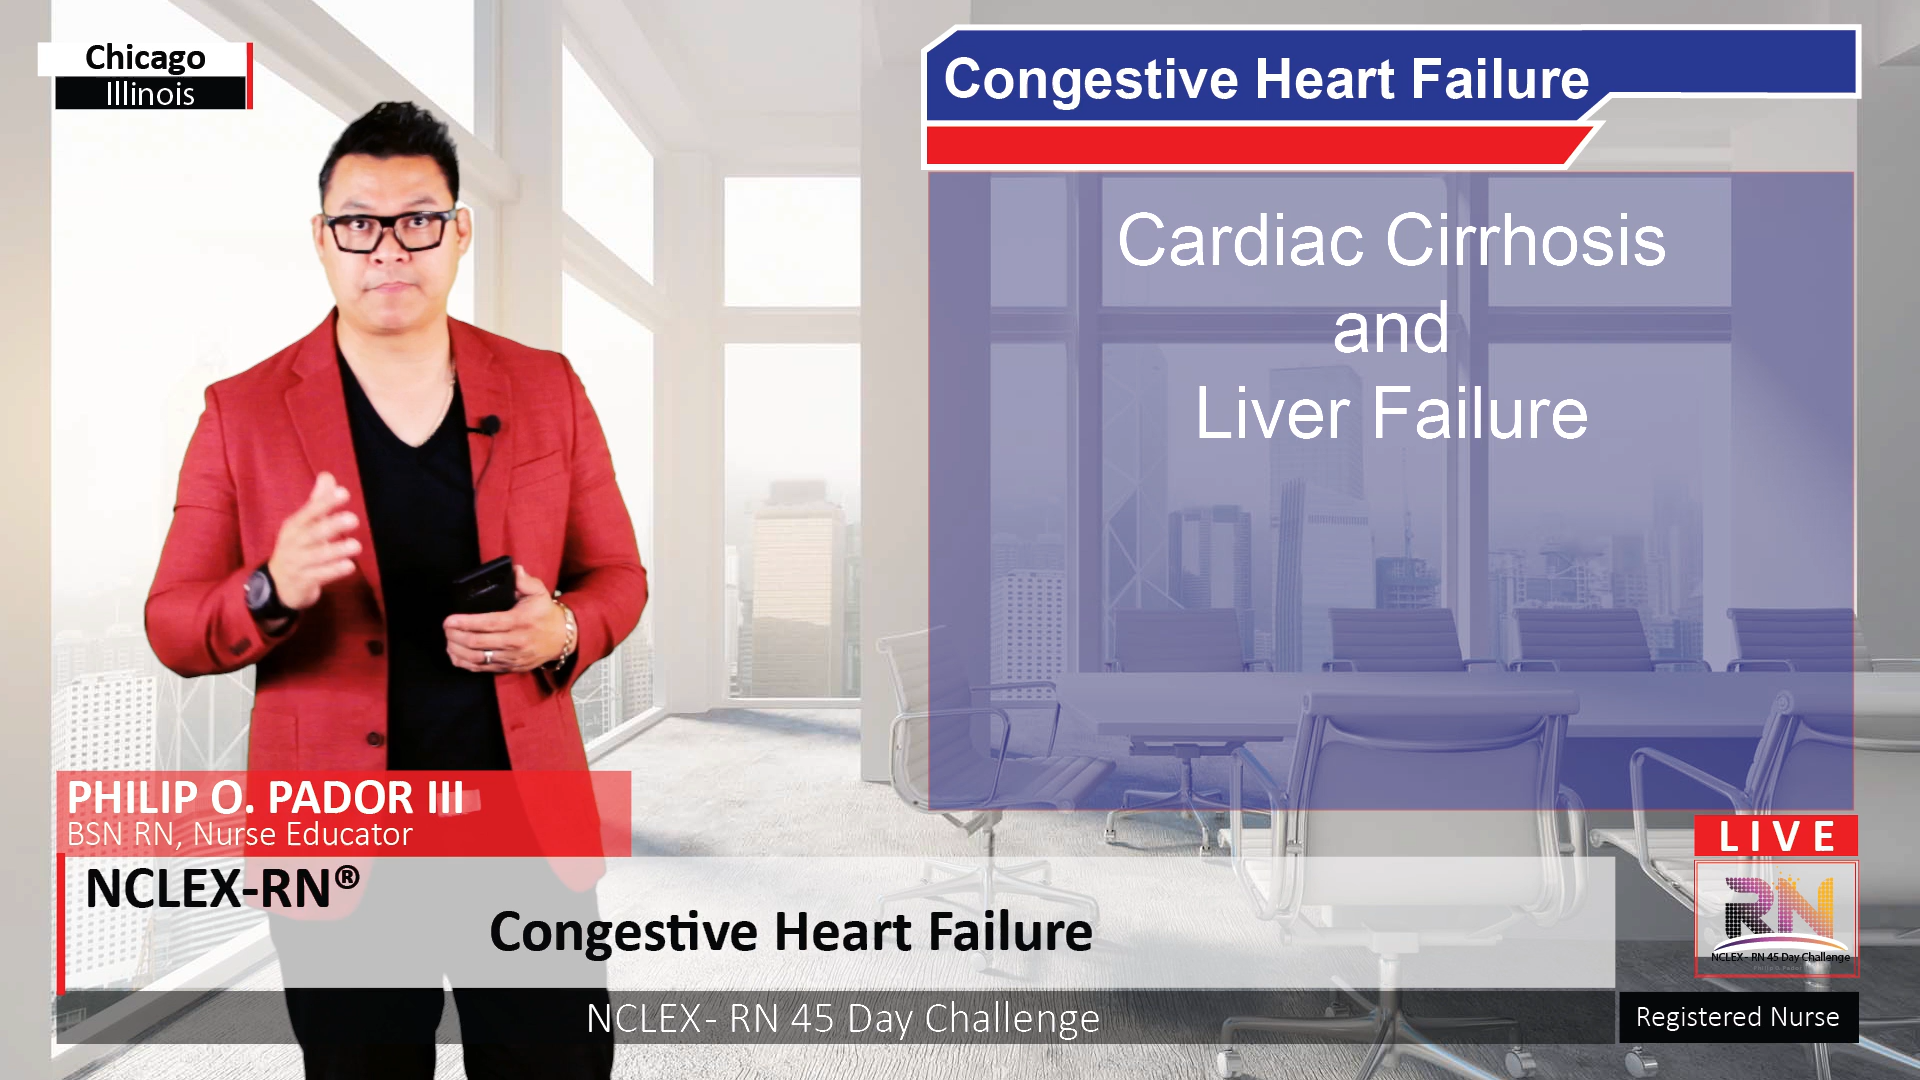 Chicago
Illinois
Congestive Heart Failure
Cardiac Cirrhosis
and
Liver Failure
PHILIP O. PADOR III
BSN RN, Nurse Educator
NCLEX-RN®
Congestive Heart Failure
NCLEX- RN 45 Day Challenge
LIVE
RN
NCLEX- RN 45 Day Challenge
Registered Nurse